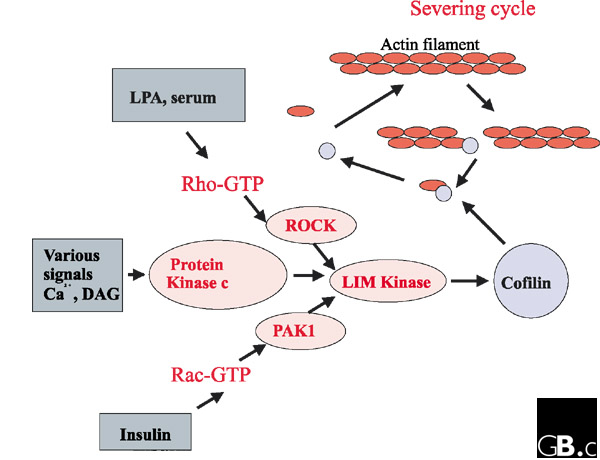 Severing cycle
Actin filament
LPA, serum
Rho-GTP
ROCK
Various
signals
Ca⁺⁺, DAG
Protein
Kinase c
LIM Kinase
Cofilin
PAK1
Rac-GTP
Insulin
GB.c